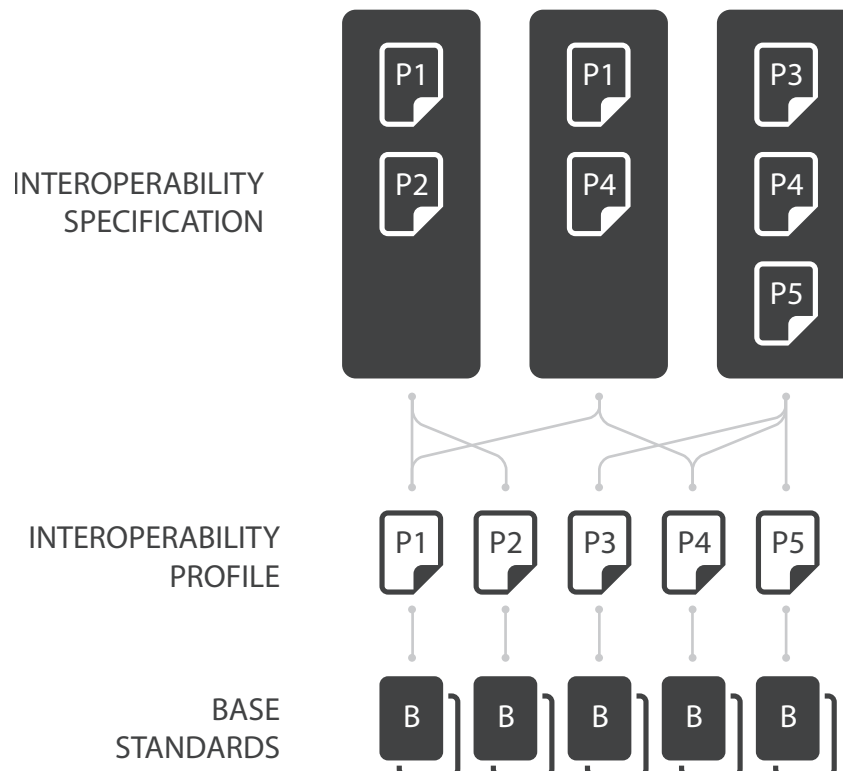 P1 P1 P3
INTEROPERABILITY
SPECIFICATION
P2 P4 P4
P5
INTEROPERABILITY
PROFILE
P1 P2 P3 P4 P5
BASE
STANDARDS
B B B B B